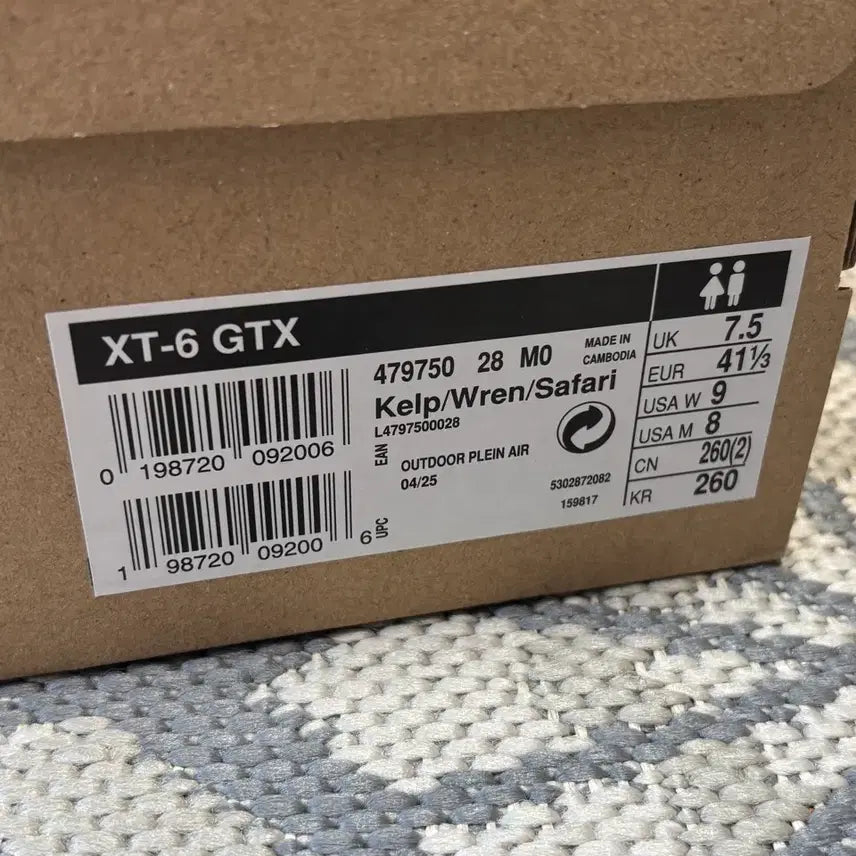 XT-6 GTX
0 198720 092006
EAN
1 98720 09200 6
UPC
479750 28 M0
MADE IN
CAMBODIA
Kelp/Wren/Safari
L4797500028
OUTDOOR PLEIN AIR
04/25
5302872082
159817
UK 7.5
EUR 41⅓
USA W 9
USA M 8
CN 260(2)
KR 260